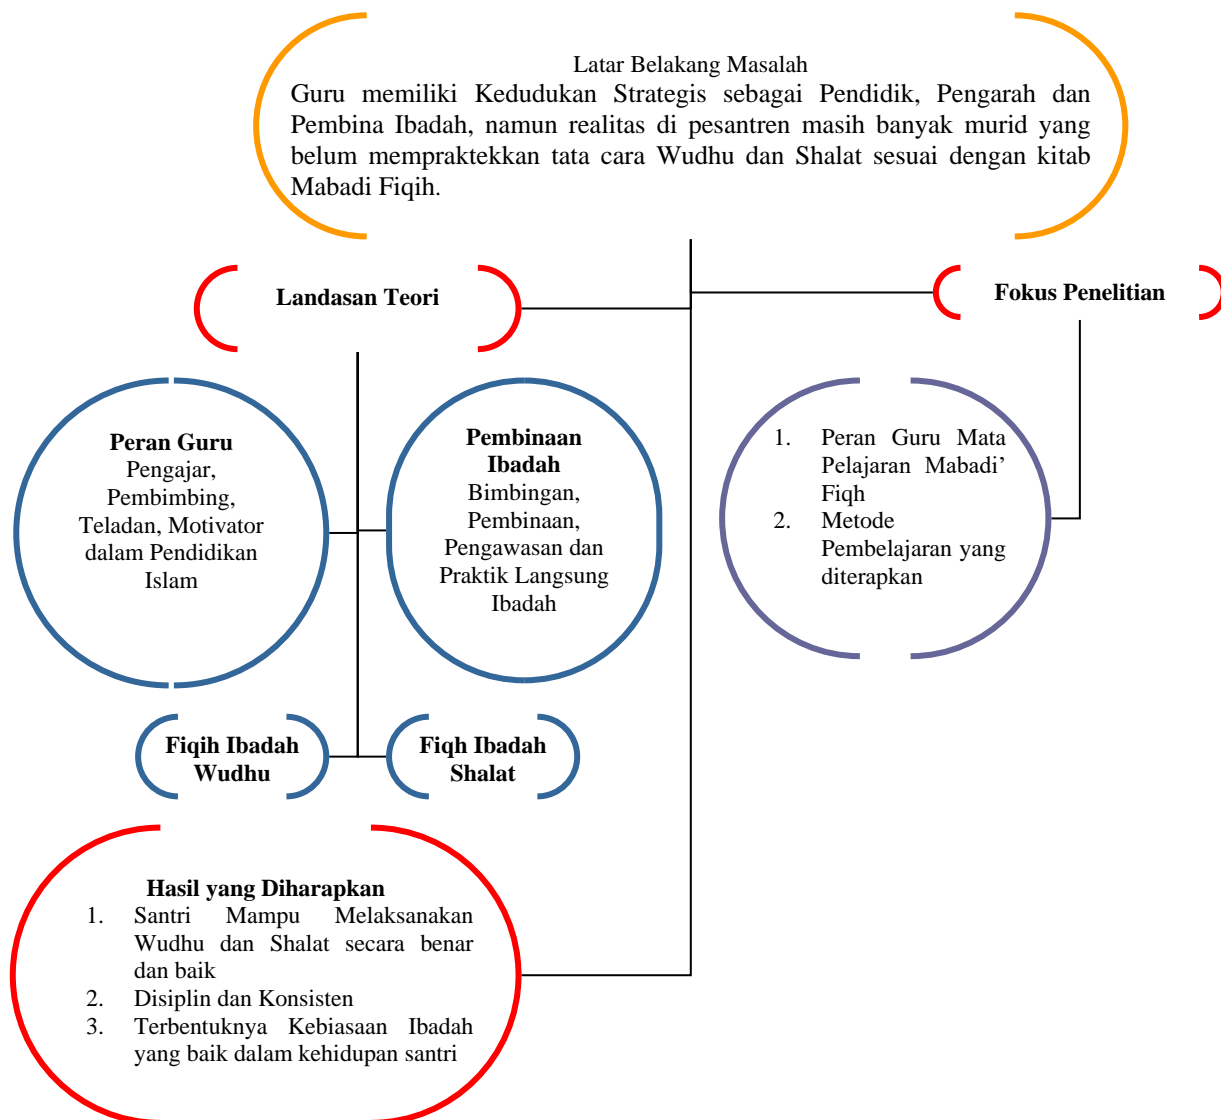 Latar Belakang Masalah
Guru memiliki Kedudukan Strategis sebagai Pendidik, Pengarah dan
Pembina Ibadah, namun realitas di pesantren masih banyak murid yang
belum mempraktekkan tata cara Wudhu dan Shalat sesuai dengan kitab
Mabadi Fiqih.
Landasan Teori
Fokus Penelitian
Peran Guru
Pengajar,
Pembimbing,
Teladan, Motivator
dalam Pendidikan
Islam
Pembinaan
Ibadah
Bimbingan,
Pembinaan,
Pengawasan dan
Praktik Langsung
Ibadah
1. Peran Guru Mata
Pelajaran Mabadi’
Fiqh
2. Metode
Pembelajaran yang
diterapkan
Fiqih Ibadah
Wudhu
Fiqh Ibadah
Shalat
Hasil yang Diharapkan
1. Santri Mampu Melaksanakan
Wudhu dan Shalat secara benar
dan baik
2. Disiplin dan Konsisten
3. Terbentuknya Kebiasaan Ibadah
yang baik dalam kehidupan santri